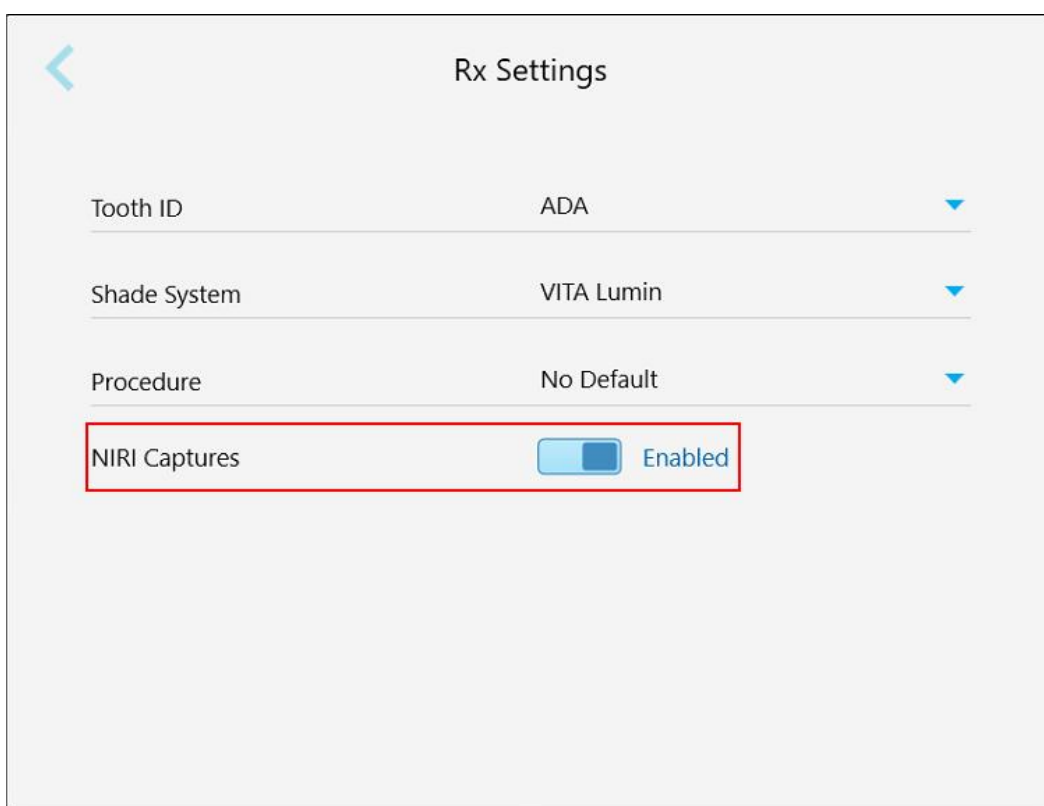 Rx Settings
Tooth ID ADA
Shade System VITA Lumin
Procedure No Default
NIRI Captures Enabled